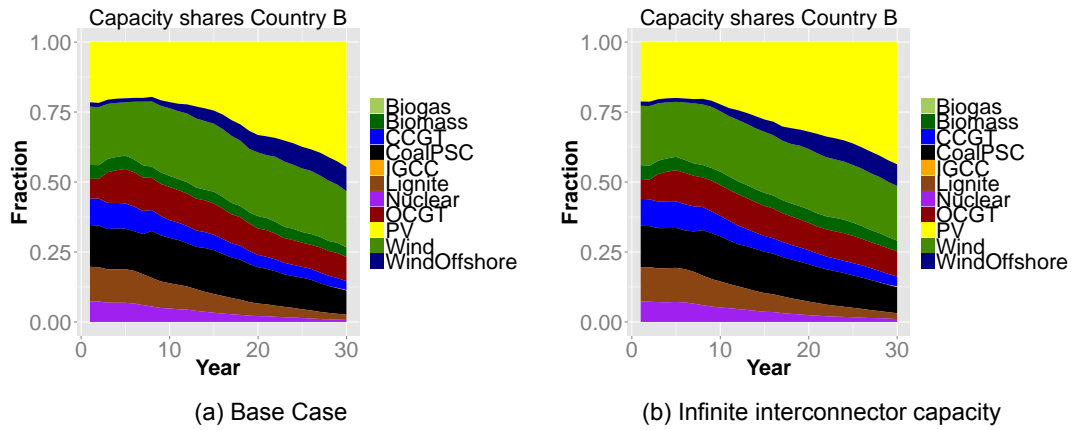 Capacity shares Country B
1.00
0.75
0.50
0.25
0.00
Fraction
0
10
20
30
Year
Biogas
Biomass
CCGT
CoalPSC
IGCC
Lignite
Nuclear
OCGT
PV
Wind
WindOffshore
(a) Base Case
Capacity shares Country B
1.00
0.75
0.50
0.25
0.00
Fraction
0
10
20
30
Year
Biogas
Biomass
CCGT
CoalPSC
IGCC
Lignite
Nuclear
OCGT
PV
Wind
WindOffshore
(b) Infinite interconnector capacity